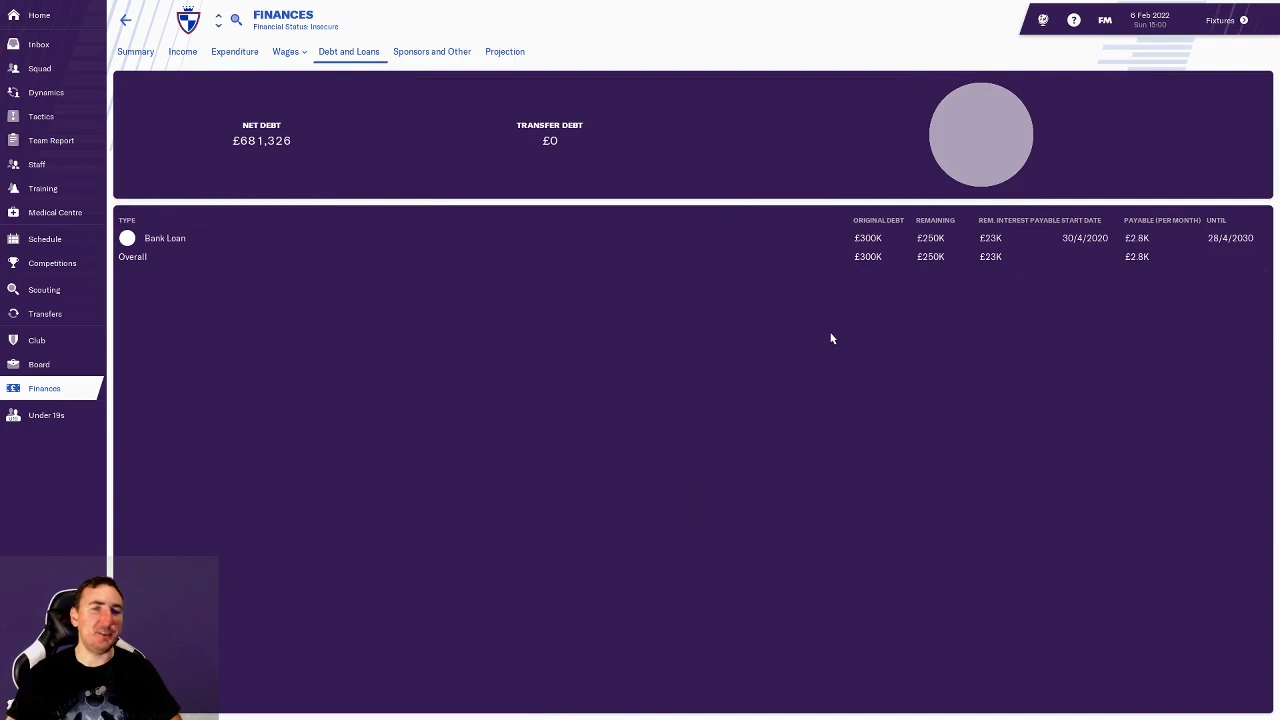 Home
Inbox
Squad
Dynamics
Tactics
Team Report
Staff
Training
Medical Centre
Schedule
Competitions
Scouting
Transfers
Club
Board
Finances
Under 19s
FINANCES
Financial Status: Insecure
FM
6 Feb 2022
Sun 15:00
Fixtures
Summary Income Expenditure Wages Debt and Loans Sponsors and Other Projection
NET DEBT TRANSFER DEBT
£681,326 £0
TYPE ORIGINAL DEBT REMAINING REM. INTEREST PAYABLE START DATE PAYABLE (PER MONTH) UNTIL
Bank Loan £300K £250K £23K 30/4/2020 £2.8K 28/4/2030
Overall £300K £250K £23K £2.8K